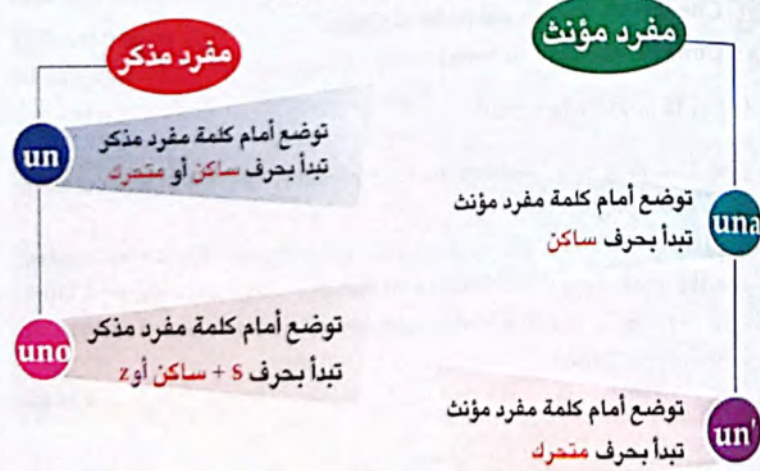 مفرد مؤنث
una
توضع أمام كلمة مفرد مؤنث
تبدأ بحرف ساكن
un'
توضع أمام كلمة مفرد مؤنث
تبدأ بحرف متحرك
مفرد مذكر
un
توضع أمام كلمة مفرد مذكر
تبدأ بحرف ساكن أو متحرك
uno
توضع أمام كلمة مفرد مذكر
تبدأ بحرف s + ساكن أو z